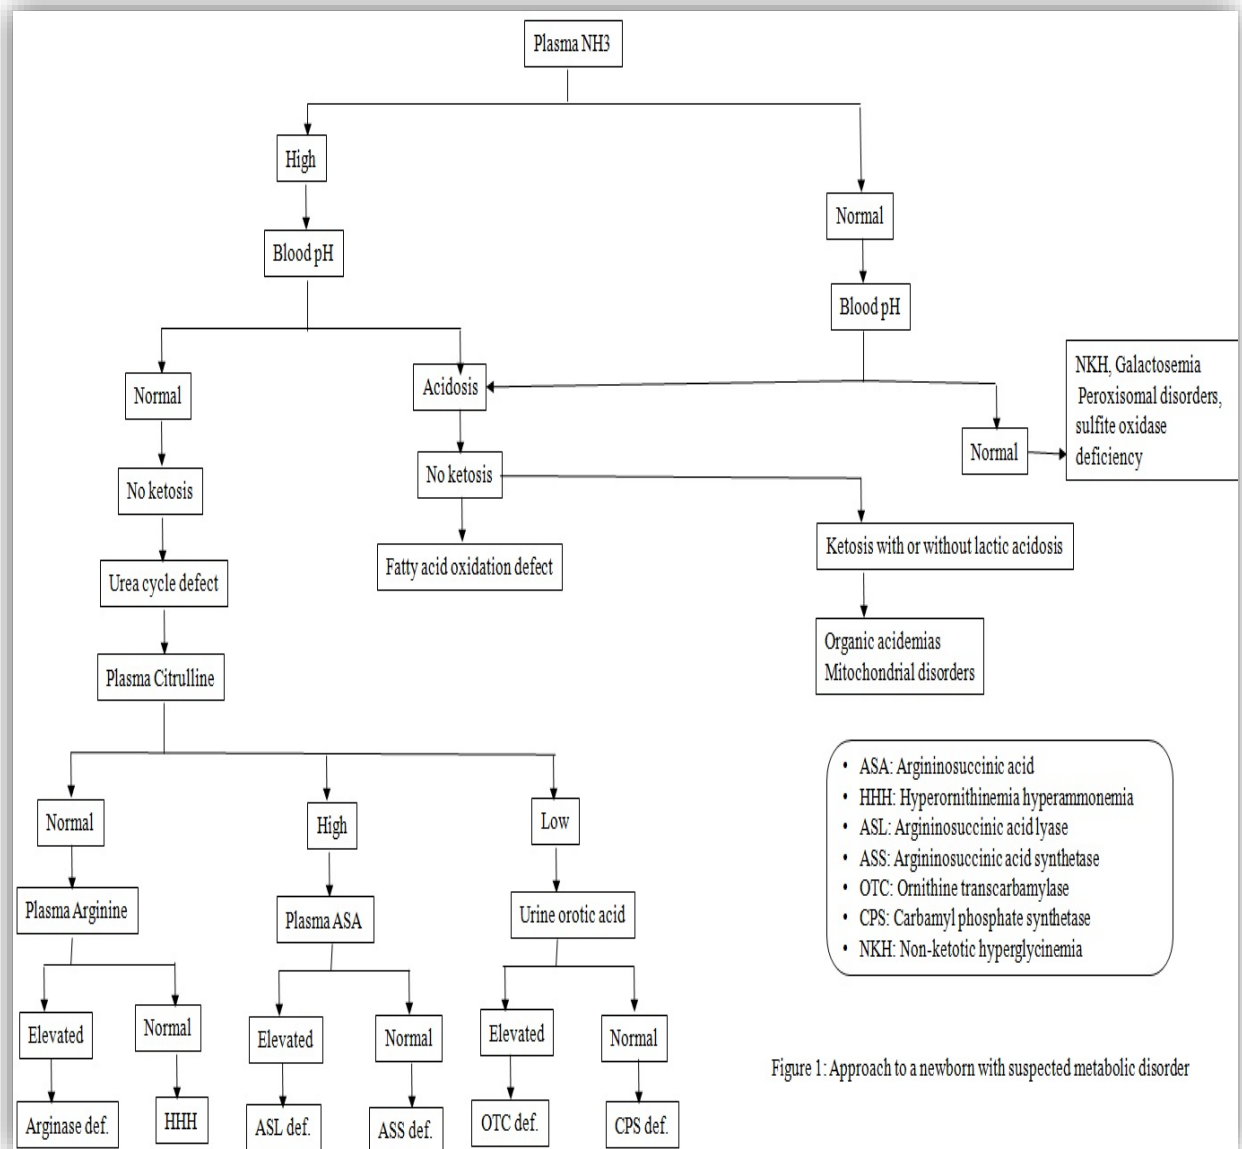 Plasma NH3
High
Normal
Blood pH
Blood pH
Normal
Acidosis
Normal
NKH, Galactosemia
Peroxisomal disorders,
sulfite oxidase
deficiency
No ketosis
No ketosis
Ketosis with or without lactic acidosis
Urea cycle defect
Fatty acid oxidation defect
Organic acidemias
Mitochondrial disorders
Plasma Citrulline
Normal
High
Low
Plasma Arginine
Plasma ASA
Urine orotic acid
Elevated
Normal
Elevated
Normal
Elevated
Normal
Arginase def.
HHH
ASL def.
ASS def.
OTC def.
CPS def.
• ASA: Argininosuccinic acid
• HHH: Hyperornithinemia hyperammonemia
• ASL: Argininosuccinic acid lyase
• ASS: Argininosuccinic acid synthetase
• OTC: Ornithine transcarbamylase
• CPS: Carbamyl phosphate synthetase
• NKH: Non-ketotic hyperglycinemia
Figure 1: Approach to a newborn with suspected metabolic disorder